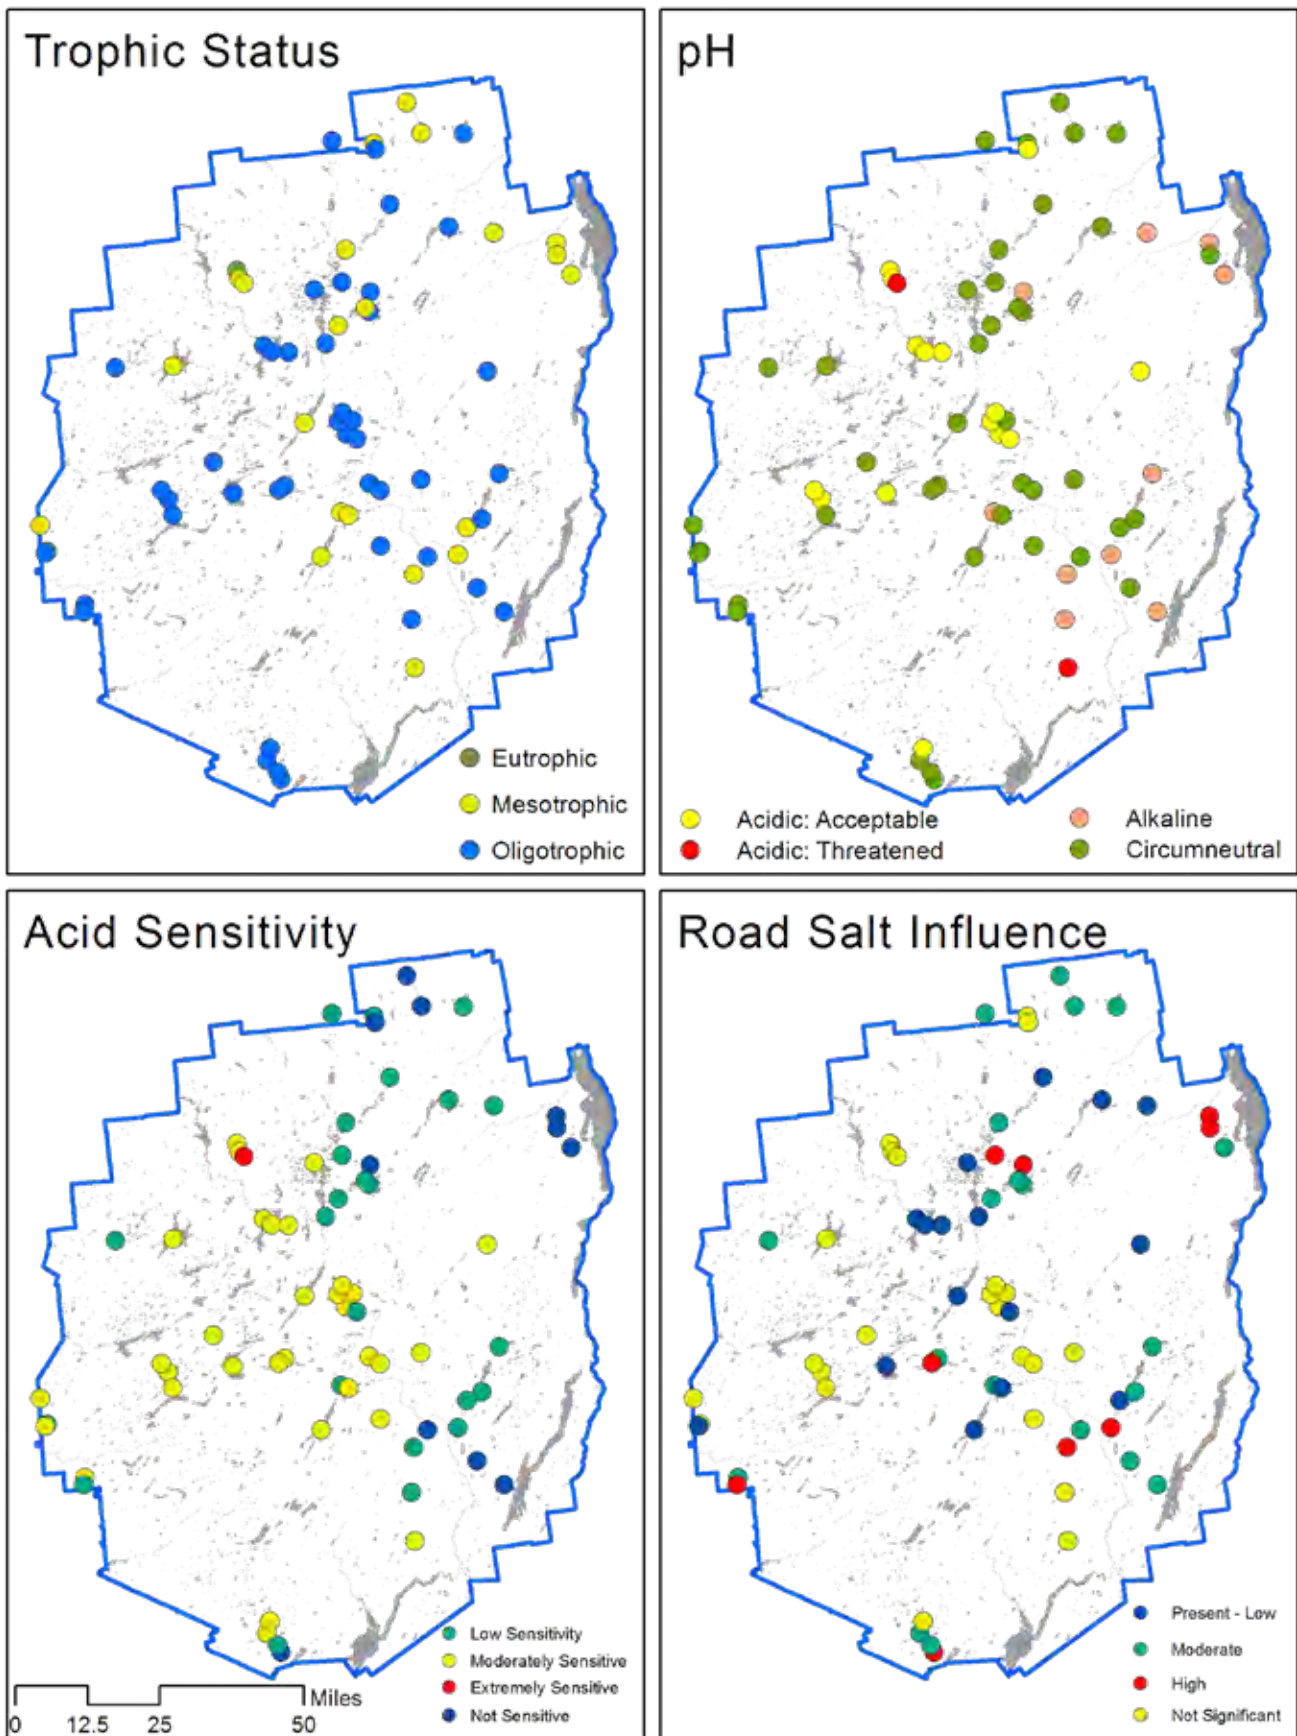 Trophic Status
Eutrophic
Mesotrophic
Oligotrophic
pH
Acidic: Acceptable
Acidic: Threatened
Alkaline
Circumneutral
Acid Sensitivity
Low Sensitivity
Moderately Sensitive
Extremely Sensitive
Not Sensitive
Miles
0 12.5 25 50
Road Salt Influence
Present - Low
Moderate
High
Not Significant